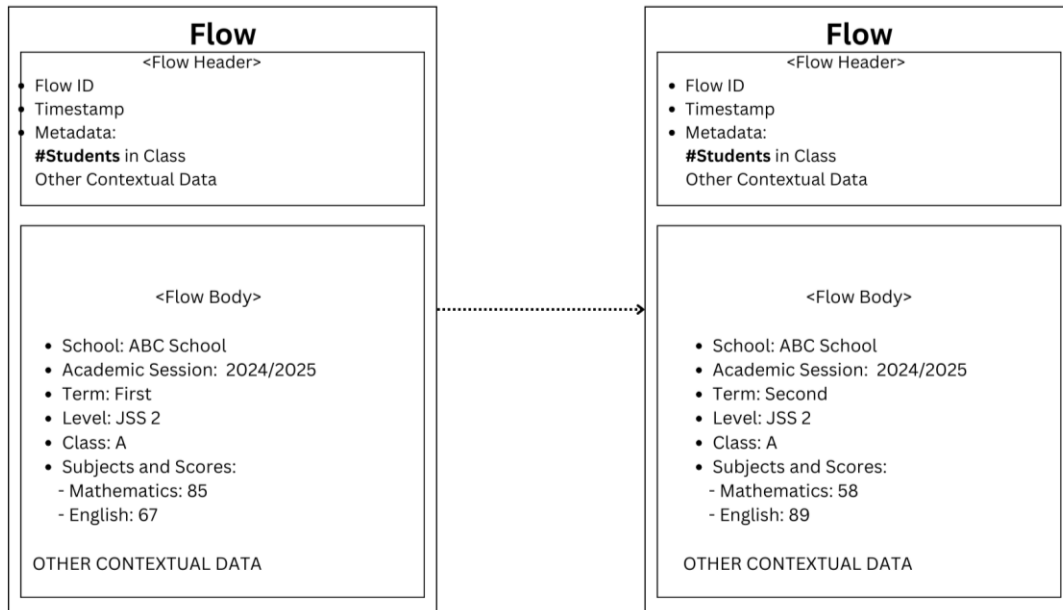 Flow
<Flow Header>
• Flow ID
• Timestamp
• Metadata:
#Students in Class
Other Contextual Data
<Flow Body>
• School: ABC School
• Academic Session: 2024/2025
• Term: First
• Level: JSS 2
• Class: A
• Subjects and Scores:
- Mathematics: 85
- English: 67
OTHER CONTEXTUAL DATA
Flow
<Flow Header>
• Flow ID
• Timestamp
• Metadata:
#Students in Class
Other Contextual Data
<Flow Body>
• School: ABC School
• Academic Session: 2024/2025
• Term: Second
• Level: JSS 2
• Class: A
• Subjects and Scores:
- Mathematics: 58
- English: 89
OTHER CONTEXTUAL DATA